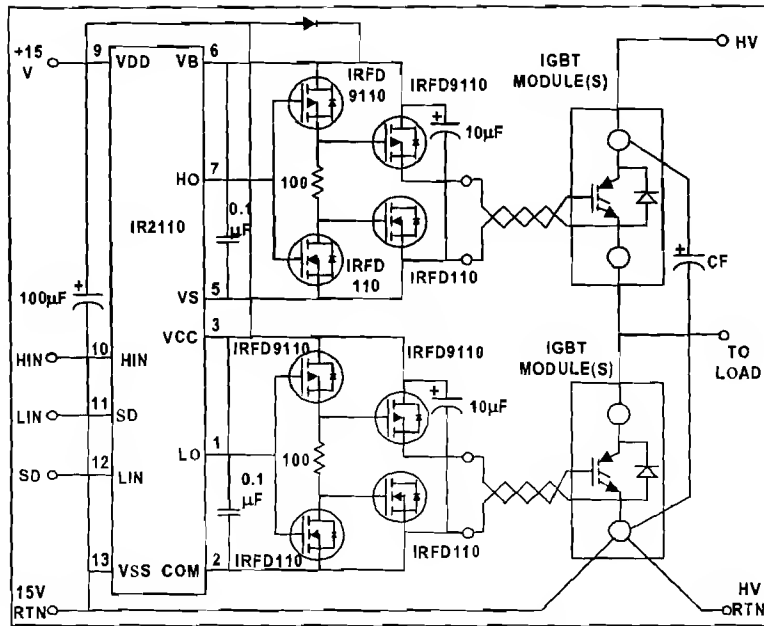 +15
V
9
VDD
VB
6
IRFD
9110
IRFD9110
+
10µF
IGBT
MODULE(S)
HV
HO
7
100
0.1
µF
IR2110
IRFD
110
IRFD110
VS
5
+
CF
100µF
+
VCC
3
IRFD9110
IRFD9110
IGBT
MODULE(S)
TO
LOAD
HIN
10
HIN
+
10µF
LIN
11
SD
LO
1
100
SD
12
LIN
0.1
µF
IRFD110
IRFD110
13
VSS
COM
2
15V
RTN
HV
RTN